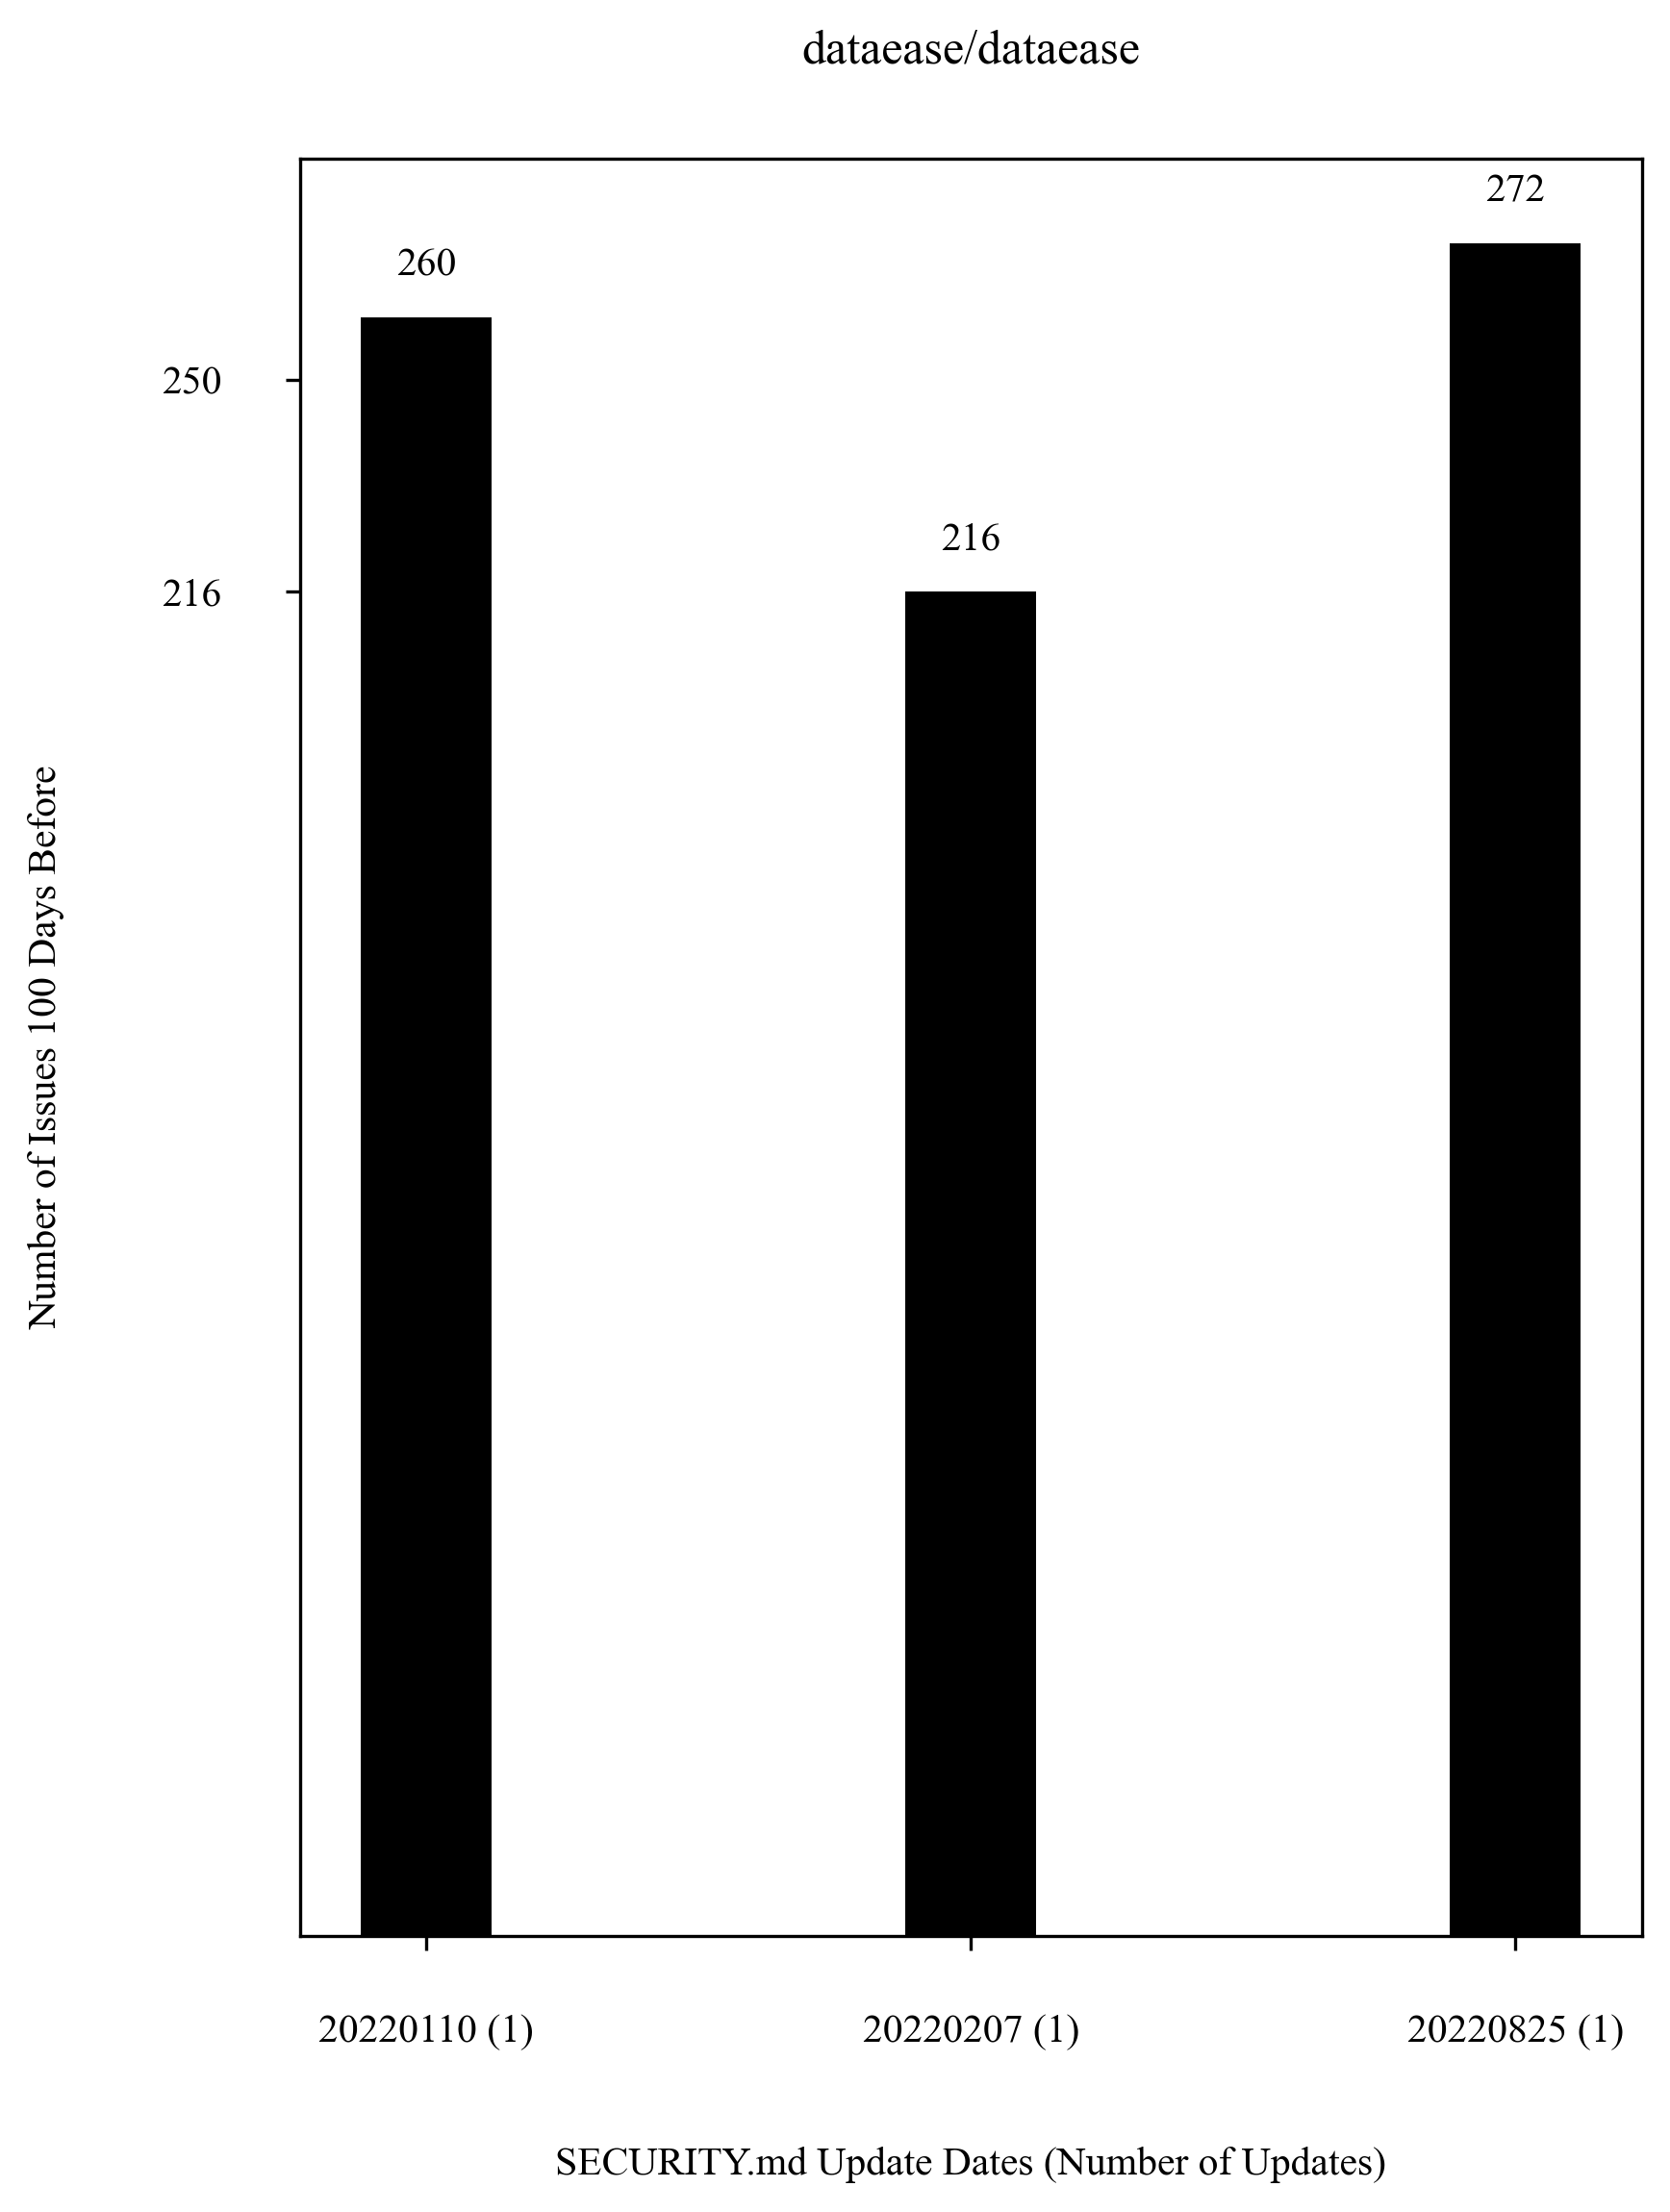 dataease/dataease
272
260
250
216
216
Number of Issues 100 Days Before
20220110 (1)
20220207 (1)
20220825 (1)
SECURITY.md Update Dates (Number of Updates)